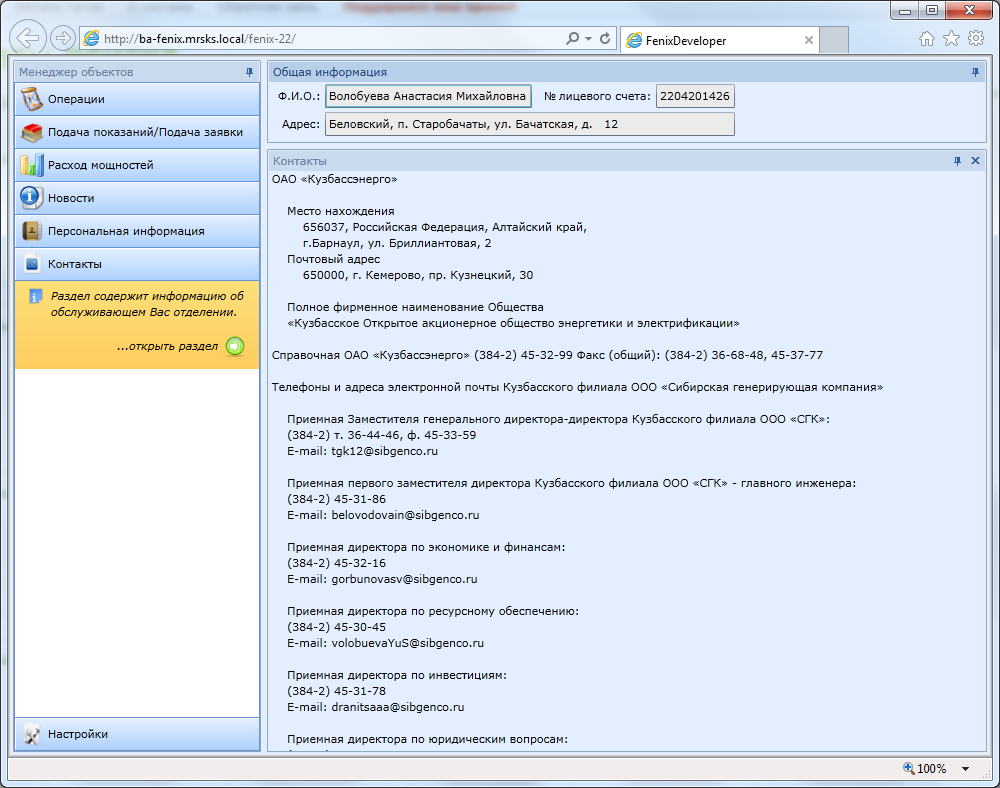 http://ba-fenix.mrsks.local/fenix-22/
FenixDeveloper
Менеджер объектов
Операции
Подача показаний/Подача заявки
Расход мощностей
Новости
Персональная информация
Контакты
Раздел содержит информацию об
обслуживающем Вас отделении.
...открыть раздел
Настройки
Общая информация
Ф.И.О.: Волобуева Анастасия Михайловна № лицевого счета: 2204201426
Адрес: Беловский, п. Старобачаты, ул. Бачатская, д. 12
Контакты
ОАО «Кузбассэнерго»
Место нахождения
656037, Российская Федерация, Алтайский край,
г.Барнаул, ул. Бриллиантовая, 2
Почтовый адрес
650000, г. Кемерово, пр. Кузнецкий, 30
Полное фирменное наименование Общества
«Кузбасское Открытое акционерное общество энергетики и электрификации»
Справочная ОАО «Кузбассэнерго» (384-2) 45-32-99 Факс (общий): (384-2) 36-68-48, 45-37-77
Телефоны и адреса электронной почты Кузбасского филиала ООО «Сибирская генерирующая компания»
Приемная Заместителя генерального директора-директора Кузбасского филиала ООО «СГК»:
(384-2) т. 36-44-46, ф. 45-33-59
E-mail: tgk12@sibgenco.ru
Приемная первого заместителя директора Кузбасского филиала ООО «СГК» - главного инженера:
(384-2) 45-31-86
E-mail: belovodovain@sibgenco.ru
Приемная директора по экономике и финансам:
(384-2) 45-32-16
E-mail: gorbunovasv@sibgenco.ru
Приемная директора по ресурсному обеспечению:
(384-2) 45-30-45
E-mail: volobuevaYuS@sibgenco.ru
Приемная директора по инвестициям:
(384-2) 45-31-78
E-mail: dranitsaaa@sibgenco.ru
Приемная директора по юридическим вопросам:
100%